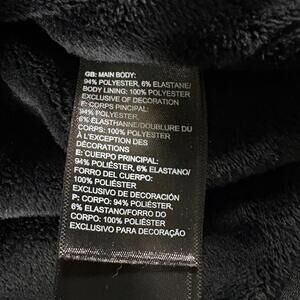 GB: MAIN BODY:
94% POLYESTER, 6% ELASTANE/
BODY LINING: 100% POLYESTER
EXCLUSIVE OF DECORATION
F: CORPS PINCIPAL:
94% POLYESTER,
6% ELASTHANNE/DOUBLURE DU
CORPS: 100% POLYESTER
À L'EXCEPTION DES
DÉCORATIONS
E: CUERPO PRINCIPAL:
94% POLIÉSTER, 6% ELASTANO/
FORRO DEL CUERPO:
100% POLIÉSTER
EXCLUSIVO DE DECORACIÓN
P: CORPO: 94% POLIÉSTER,
6% ELASTANO/FORRO DO
CORPO: 100% POLIÉSTER
EXCLUSIVO PARA DECORAÇÃO